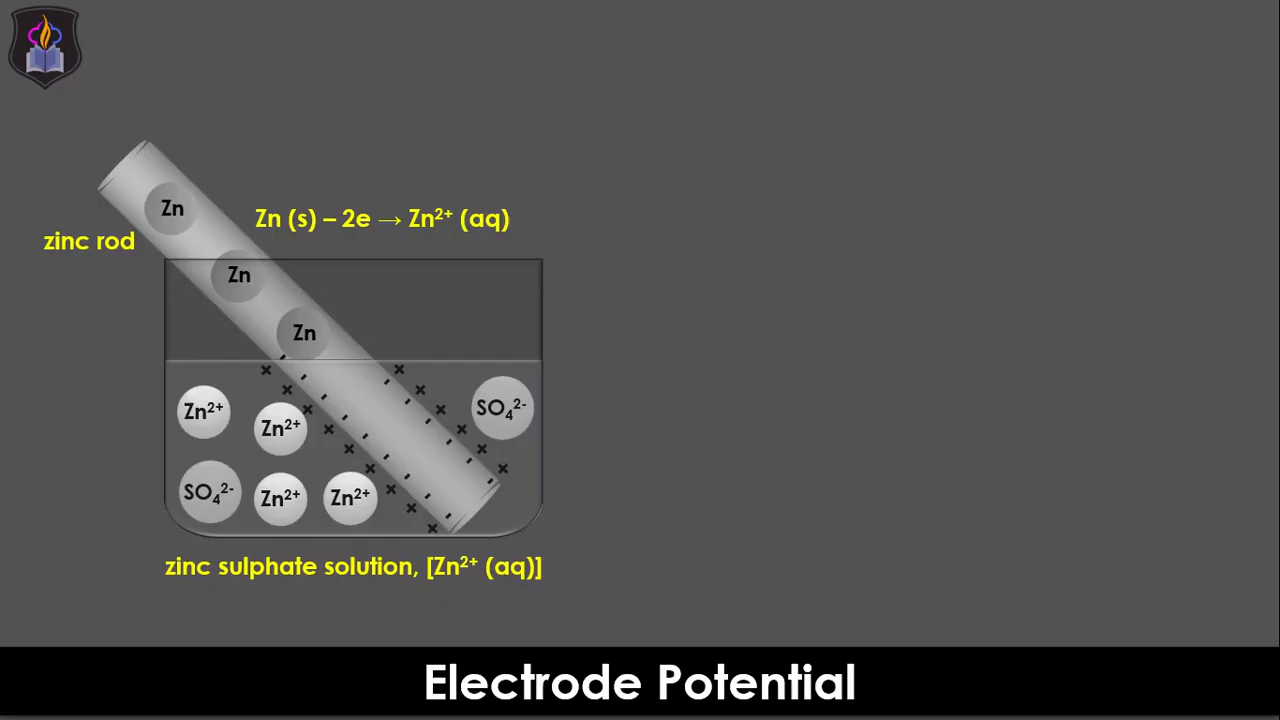 Zn
Zn (s) – 2e → Zn²⁺ (aq)
zinc rod
Zn
Zn
Zn²⁺
SO₄²⁻
Zn²⁺
SO₄²⁻
Zn²⁺
Zn²⁺
zinc sulphate solution, [Zn²⁺ (aq)]
Electrode Potential